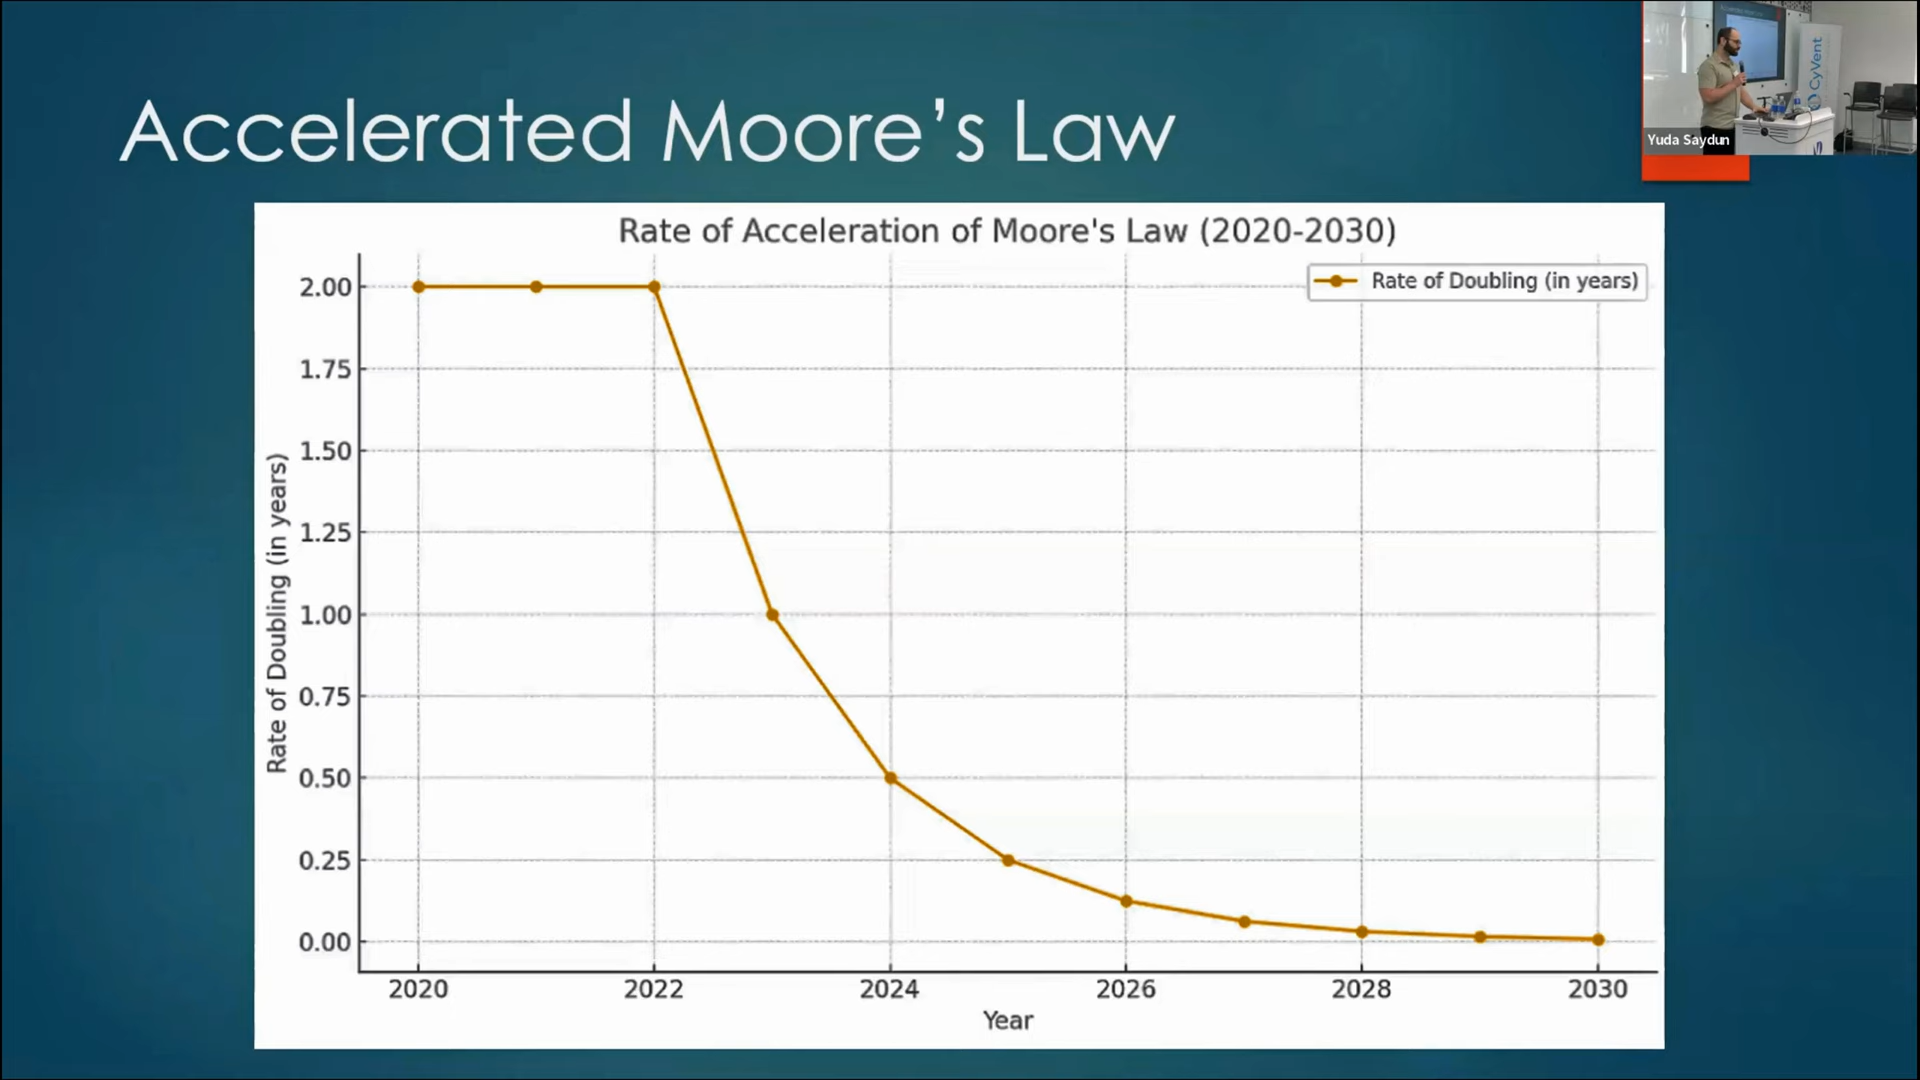 Accelerated Moore’s Law
CyVent
Yuda Saydun
Rate of Acceleration of Moore's Law (2020-2030)
Rate of Doubling (in years)
Rate of Doubling (in years)
2.00
1.75
1.50
1.25
1.00
0.75
0.50
0.25
0.00
2020 2022 2024 2026 2028 2030
Year